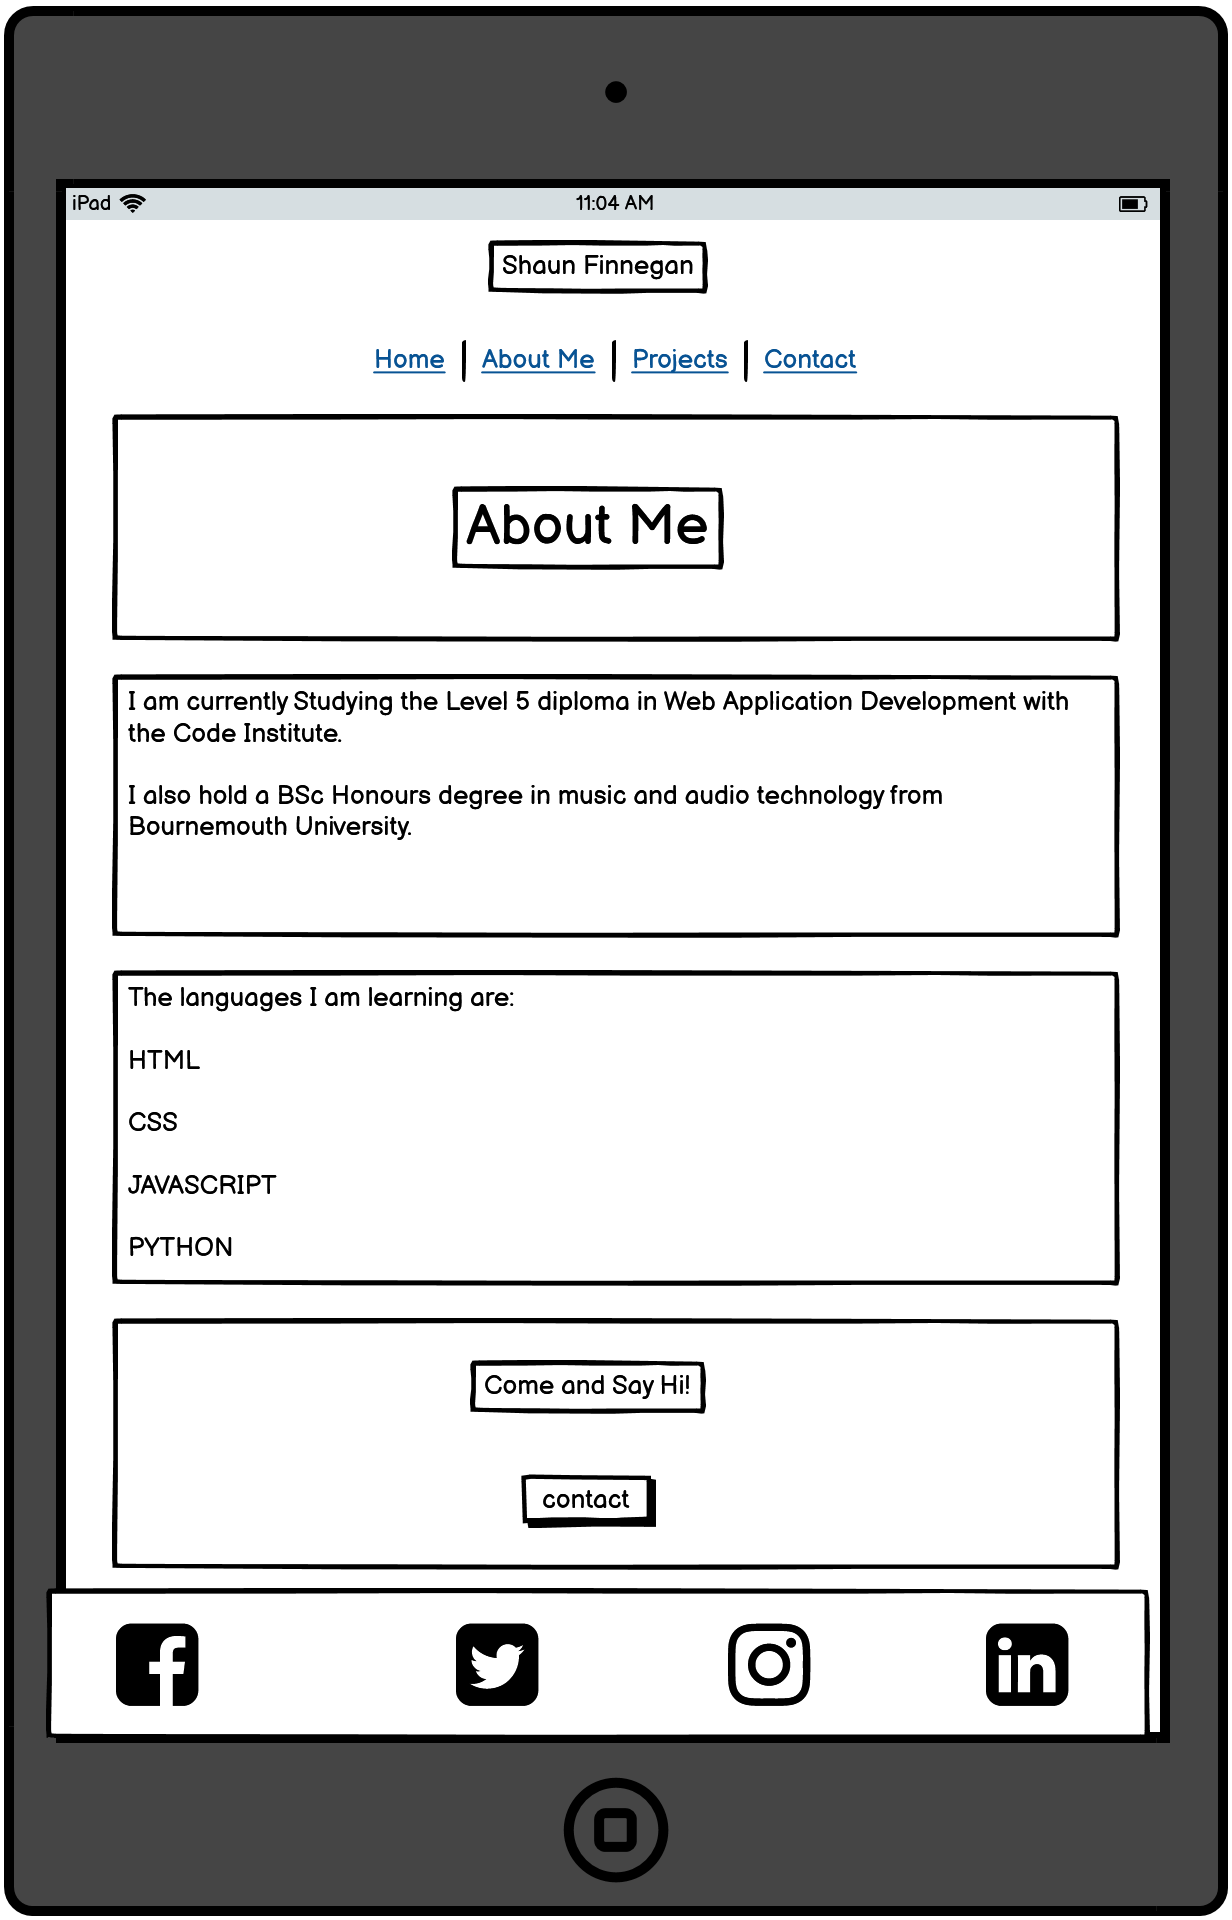 iPad 11:04 AM
Shaun Finnegan
Home About Me Projects Contact
About Me
I am currently Studying the Level 5 diploma in Web Application Development with
the Code Institute.
I also hold a BSc Honours degree in music and audio technology from
Bournemouth University.
The languages I am learning are:
HTML
CSS
JAVASCRIPT
PYTHON
Come and Say Hi!
contact